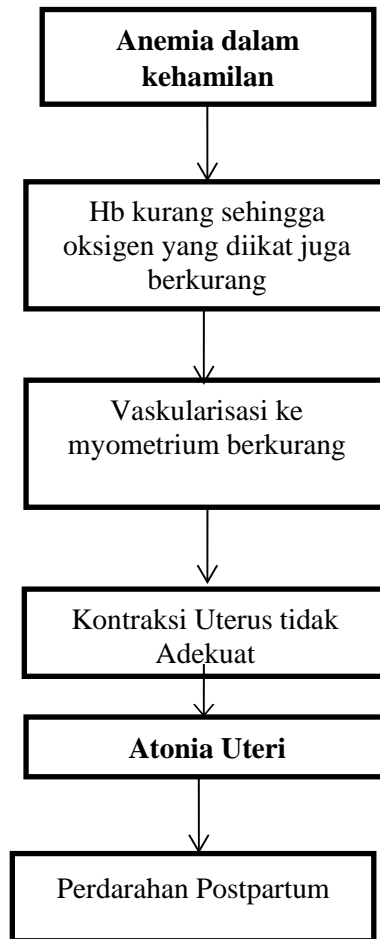 Anemia dalam
kehamilan
Hb kurang sehingga
oksigen yang diikat juga
berkurang
Vaskularisasi ke
myometrium berkurang
Kontraksi Uterus tidak
Adekuat
Atonia Uteri
Perdarahan Postpartum